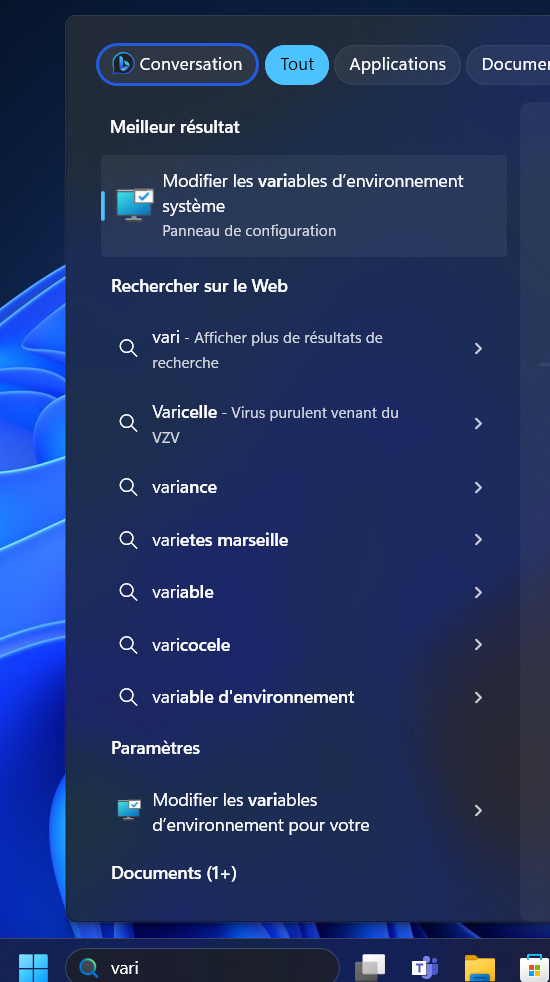 Conversation Tout Applications
Meilleur résultat
Modifier les variables d’environnement
système
Panneau de configuration
Rechercher sur le Web
vari - Afficher plus de résultats de
recherche
Varicelle - Virus purulent venant du
VZV
variance
varietes marseille
variable
varicocele
variable d'environnement
Paramètres
Modifier les variables
d’environnement pour votre
Documents (1+)
vari